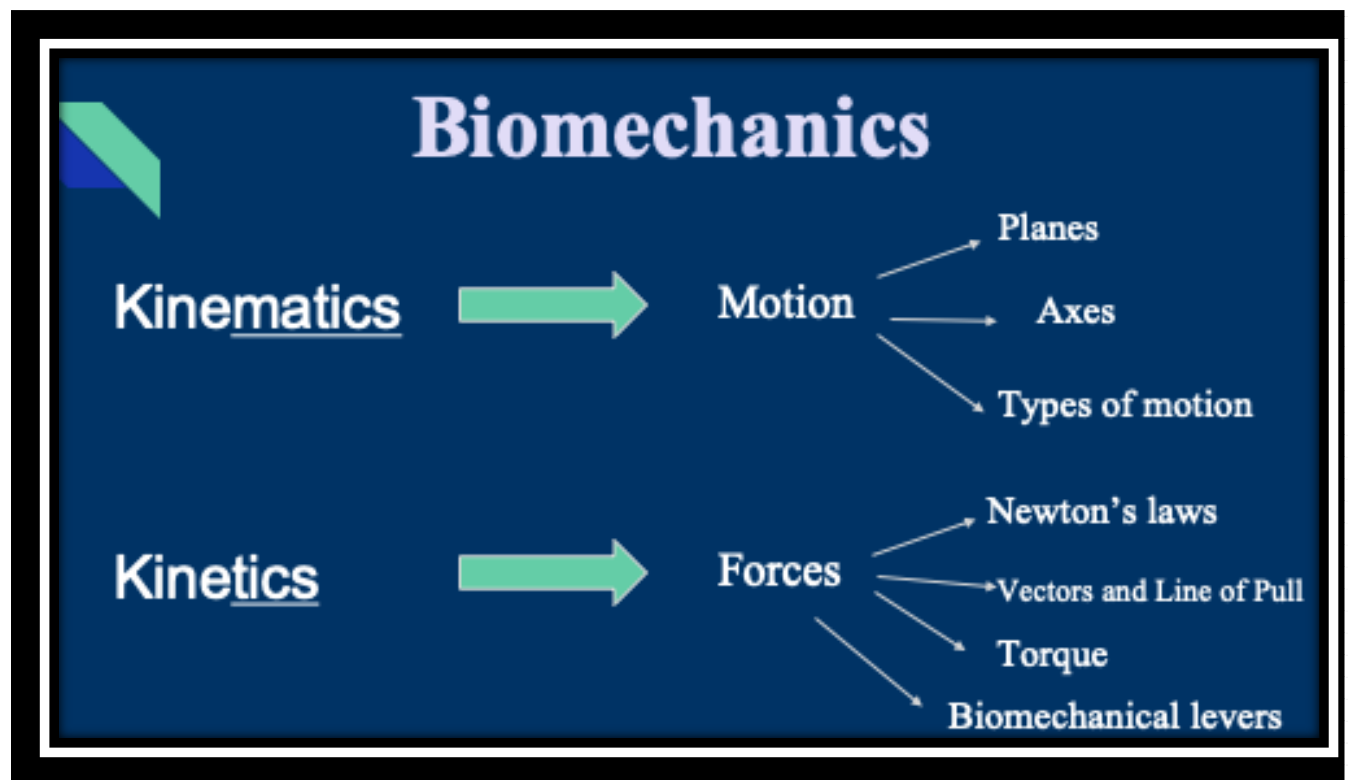 Biomechanics
Kinematics
Motion
Planes
Axes
Types of motion
Kinetics
Forces
Newton’s laws
Vectors and Line of Pull
Torque
Biomechanical levers